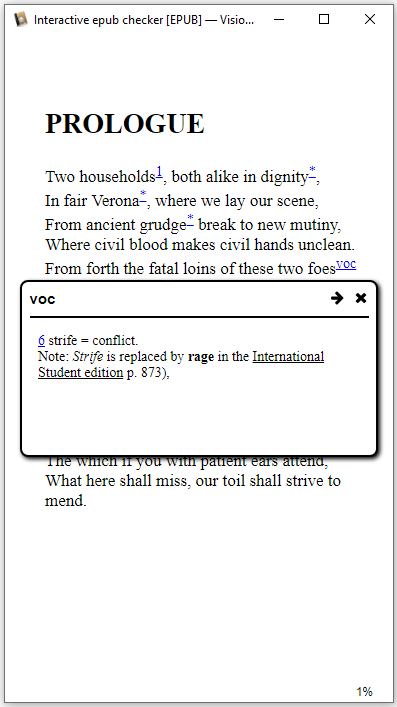 Interactive epub checker [EPUB] — Visio...
PROLOGUE
Two households1, both alike in dignity*,
In fair Verona*, where we lay our scene,
From ancient grudge* break to new mutiny,
Where civil blood makes civil hands unclean.
From forth the fatal loins of these two foesvoc
voc
6 strife = conflict.
Note: Strife is replaced by rage in the International
Student edition p. 873),
The which if you with patient ears attend,
What here shall miss, our toil shall strive to
mend.
1%